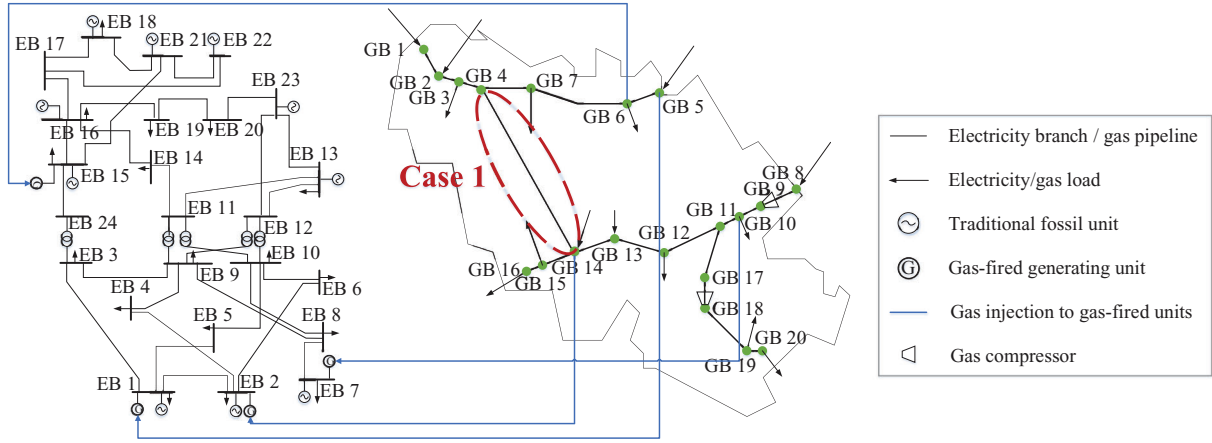 EB 18
EB 21
EB 22
EB 17
EB 23
EB 16
EB 19
EB 20
EB 14
EB 13
EB 15
EB 24
EB 11
EB 12
EB 3
EB 9
EB 10
EB 4
EB 6
EB 5
EB 8
EB 1
EB 2
EB 7
G
G
G
G
GB 1
GB 2
GB 4
GB 7
GB 3
GB 6
GB 5
Case 1
GB 8
GB 9
GB 11
GB 10
GB 12
GB 13
GB 14
GB 16
GB 15
GB 17
GB 18
GB 20
GB 19
Electricity branch / gas pipeline
Electricity/gas load
Traditional fossil unit
G Gas-fired generating unit
Gas injection to gas-fired units
Gas compressor